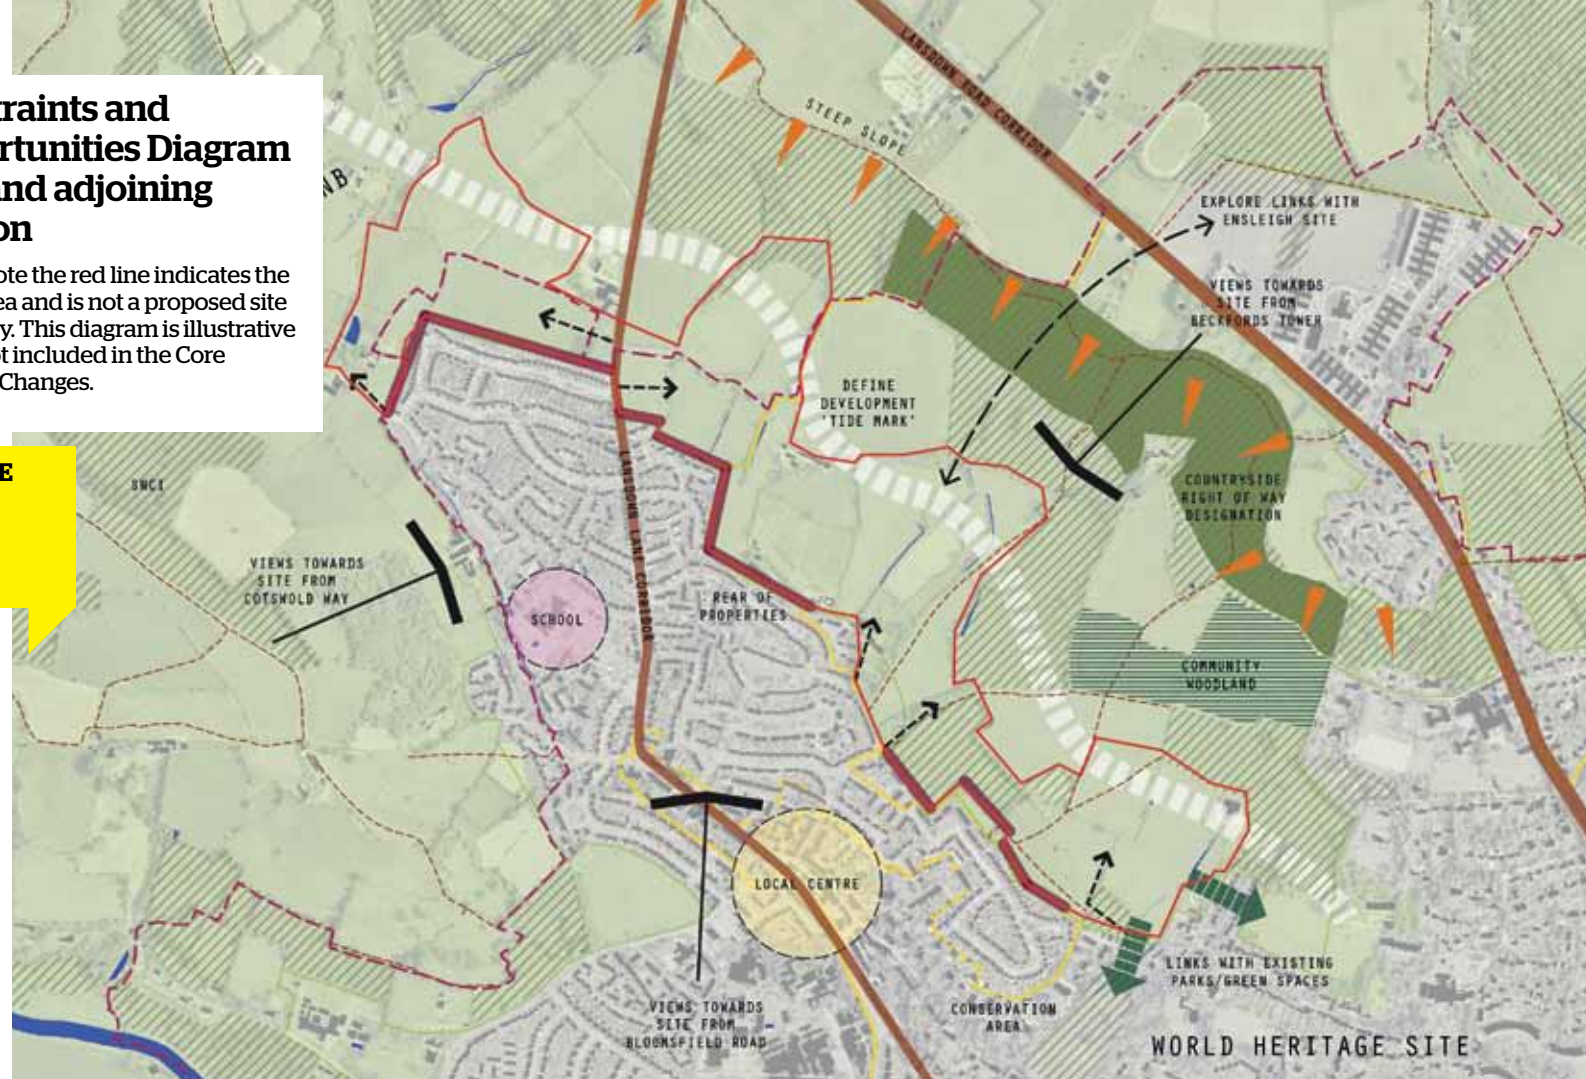 traints and
rtunities Diagram
and adjoining
on
ote the red line indicates the
ea and is not a proposed site
y. This diagram is illustrative
ot included in the Core
Changes.
E
NB
STEEP SLOPE
LANSDOWN ROAD CORRIDOR
EXPLORE LINKS WITH
ENSLEIGH SITE
VIEWS TOWARDS
SITE FROM
BECKFORDS TOWER
DEFINE
DEVELOPMENT
'TIDE MARK'
COUNTRYSIDE
RIGHT OF WAY
DESIGNATION
SNCI
VIEWS TOWARDS
SITE FROM
COTSWOLD WAY
SCHOOL
LANSDOWN LANE CORRIDOR
REAR OF
PROPERTIES
COMMUNITY
WOODLAND
LOCAL CENTRE
LINKS WITH EXISTING
PARKS/GREEN SPACES
VIEWS TOWARDS
SITE FROM
BLOOMSFIELD ROAD
CONSERVATION
AREA
WORLD HERITAGE SITE